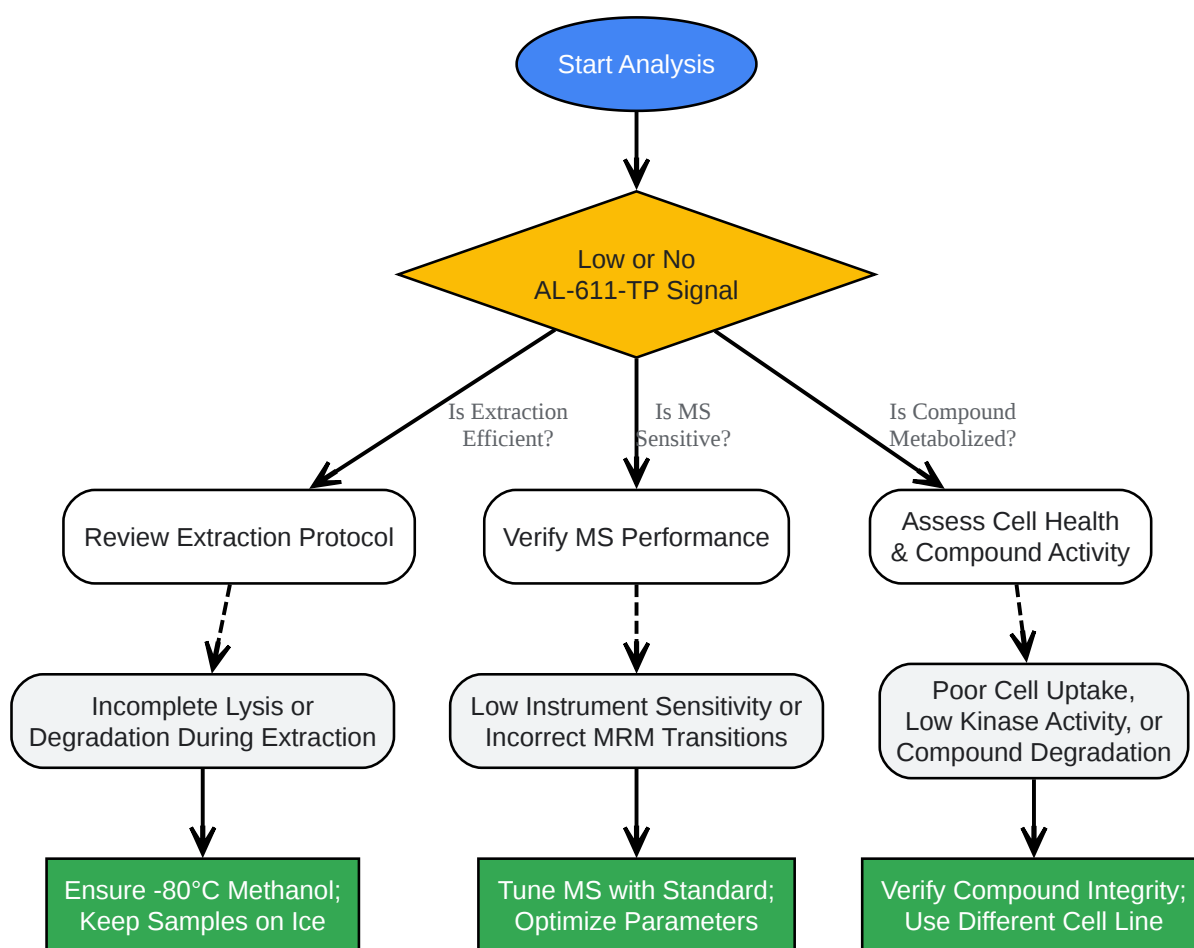 Start Analysis
Low or No
AL-611-TP Signal
Is Extraction
Efficient?
Is MS
Sensitive?
Is Compound
Metabolized?
Review Extraction Protocol
Verify MS Performance
Assess Cell Health
& Compound Activity
Incomplete Lysis or
Degradation During Extraction
Low Instrument Sensitivity or
Incorrect MRM Transitions
Poor Cell Uptake,
Low Kinase Activity, or
Compound Degradation
Ensure -80°C Methanol;
Keep Samples on Ice
Tune MS with Standard;
Optimize Parameters
Verify Compound Integrity;
Use Different Cell Line